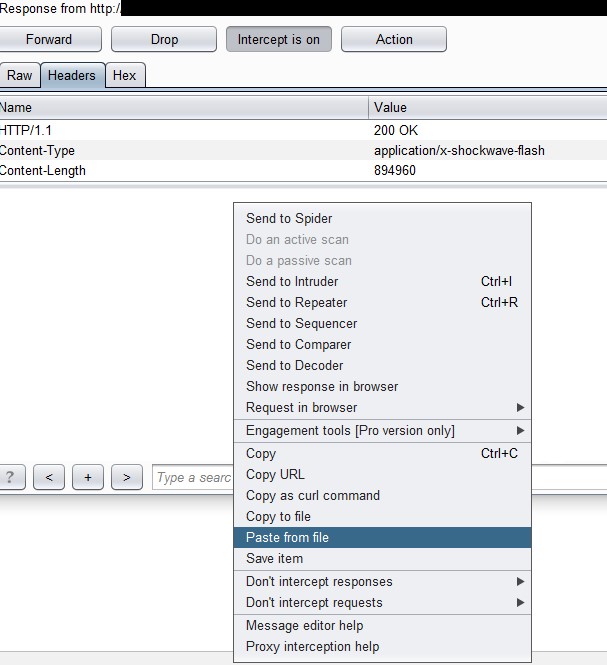 Response from http:/
Forward Drop Intercept is on Action
Raw Headers Hex
Name Value
HTTP/1.1 200 OK
Content-Type application/x-shockwave-flash
Content-Length 894960
Send to Spider
Do an active scan
Do a passive scan
Send to Intruder Ctrl+I
Send to Repeater Ctrl+R
Send to Sequencer
Send to Comparer
Send to Decoder
Show response in browser
Request in browser
Engagement tools [Pro version only]
Copy Ctrl+C
? < + > Type a searc
Copy URL
Copy as curl command
Copy to file
Paste from file
Save item
Don't intercept responses
Don't intercept requests
Message editor help
Proxy interception help